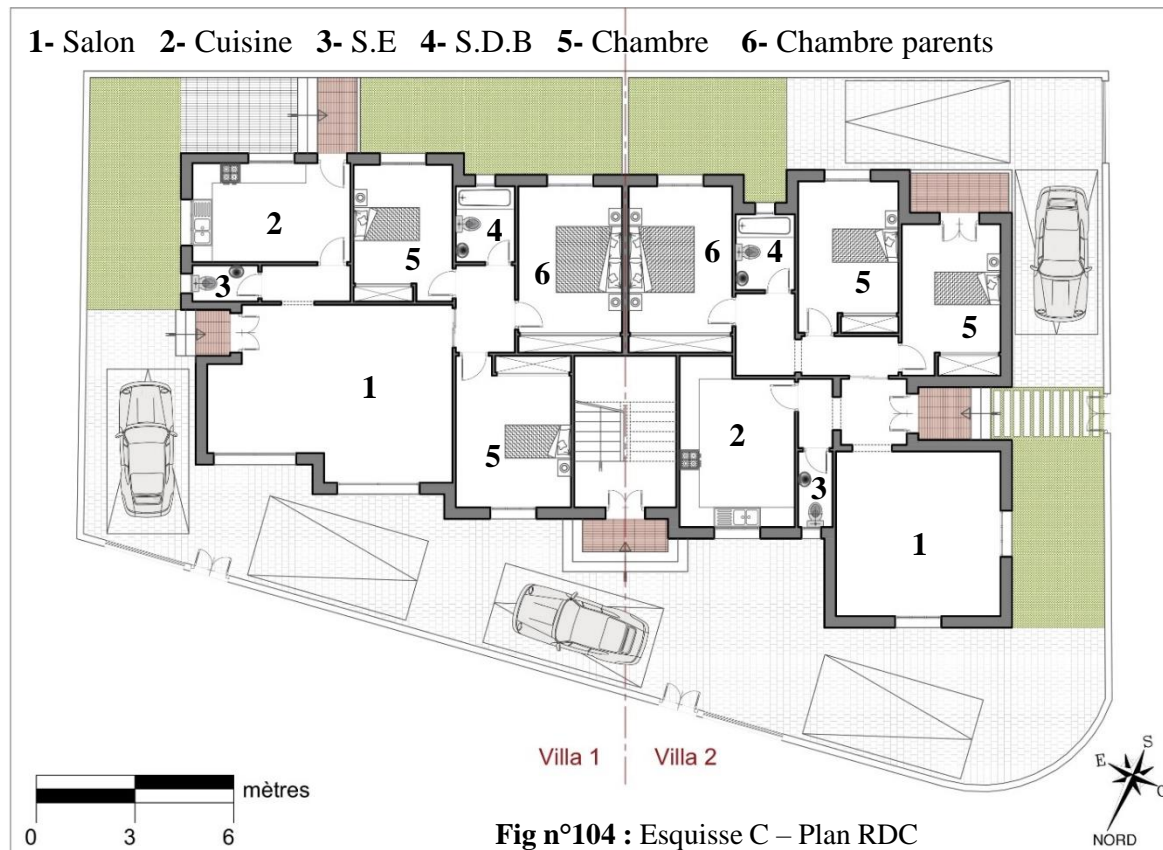 1- Salon 2- Cuisine 3- S.E 4- S.D.B 5- Chambre 6- Chambre parents
2
5
4
6
6
4
5
5
3
1
5
2
3
1
Villa 1 Villa 2
mètres
0 3 6
S
E
O
NORD
Fig n°104 : Esquisse C – Plan RDC